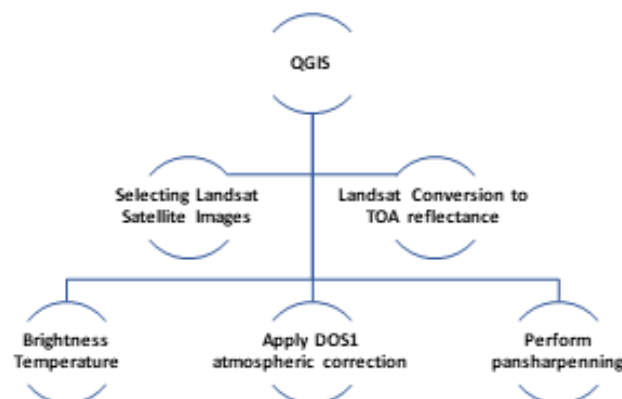 QGIS
Selecting Landsat
Satellite Images
Landsat Conversion to
TOA reflectance
Brightness
Temperature
Apply DOS1
atmospheric correction
Perform
pansharpenning